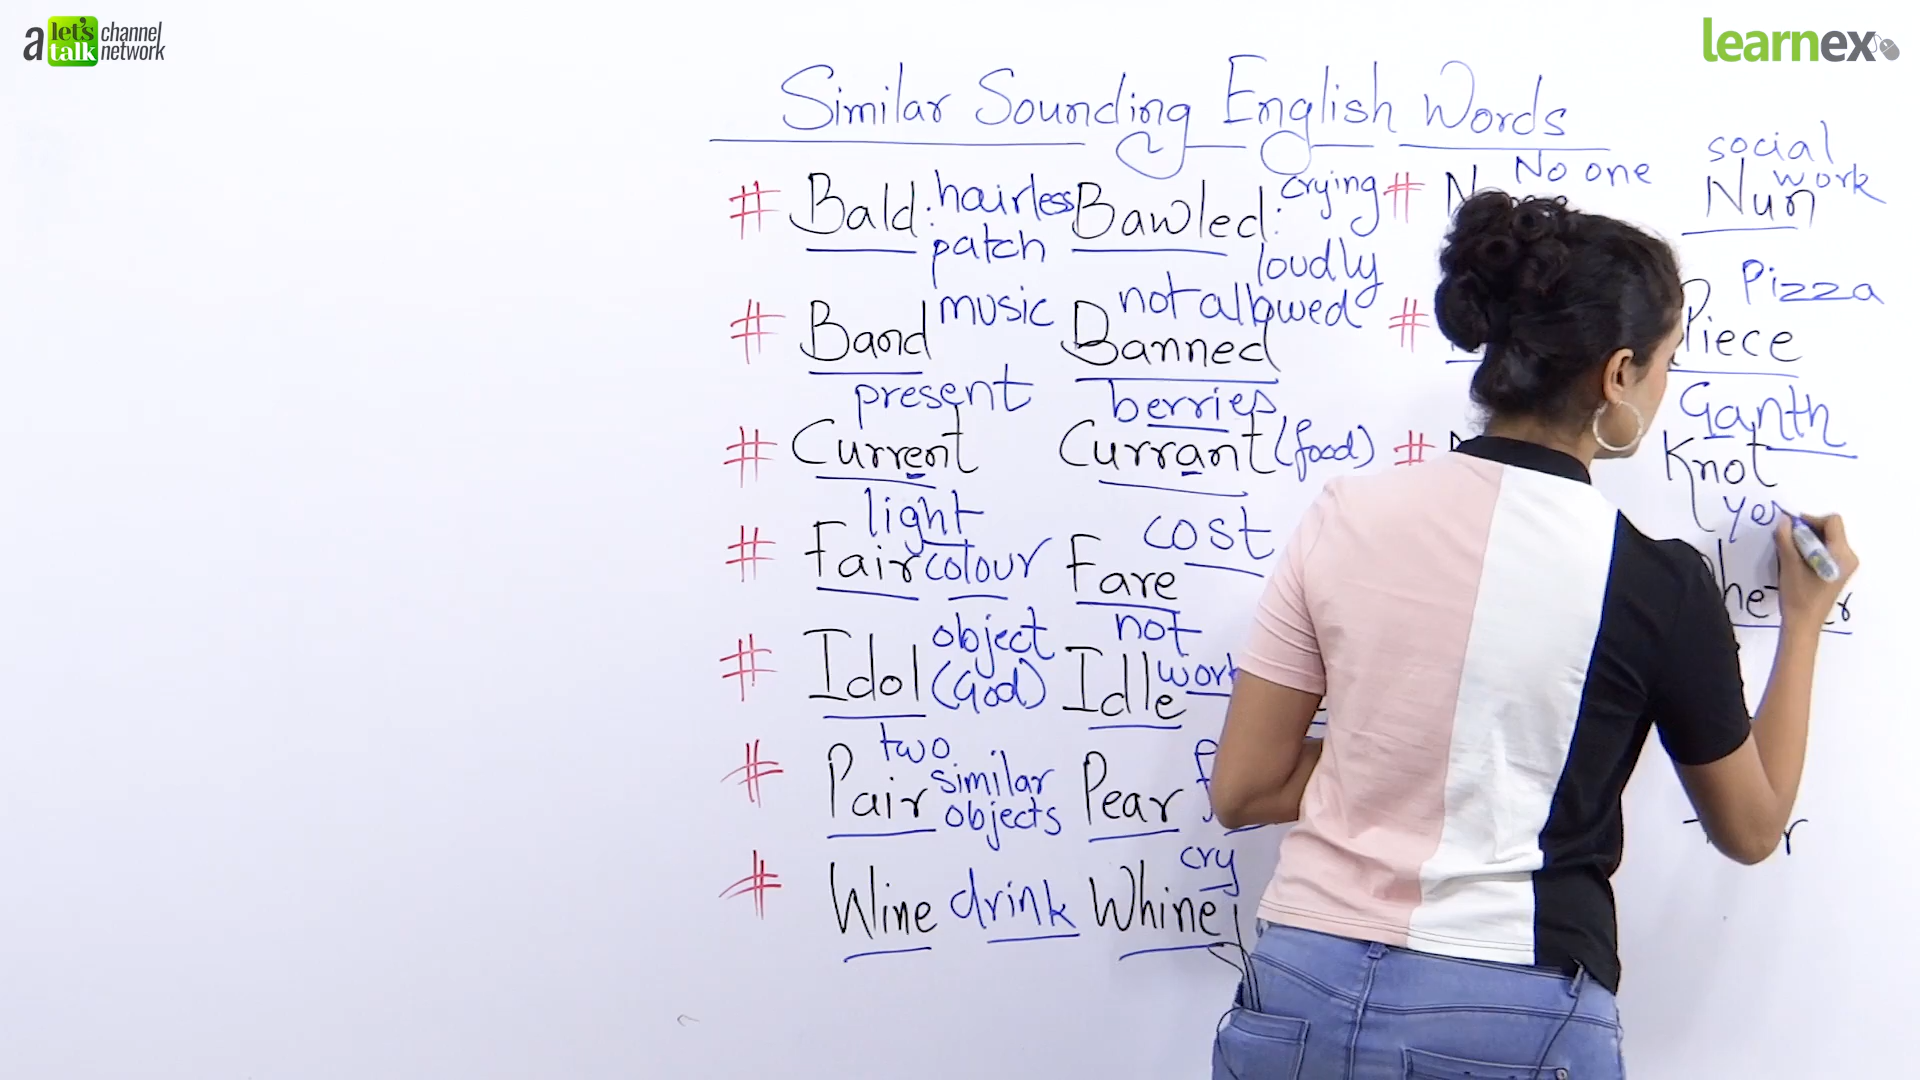 a let's talk channel network
learnex
Similar Sounding English Words
# Bald: hairless patch Bawled: crying loudly
# Band music Banned not allowed
# Current present Currant berries (food)
# Fair light colour Fare cost
# Idol object (God) Idle not work
# Pair two similar objects Pear
# Wine drink Whine cry
# No one Nun social work
# Piece Pizza
# Knot Ganth